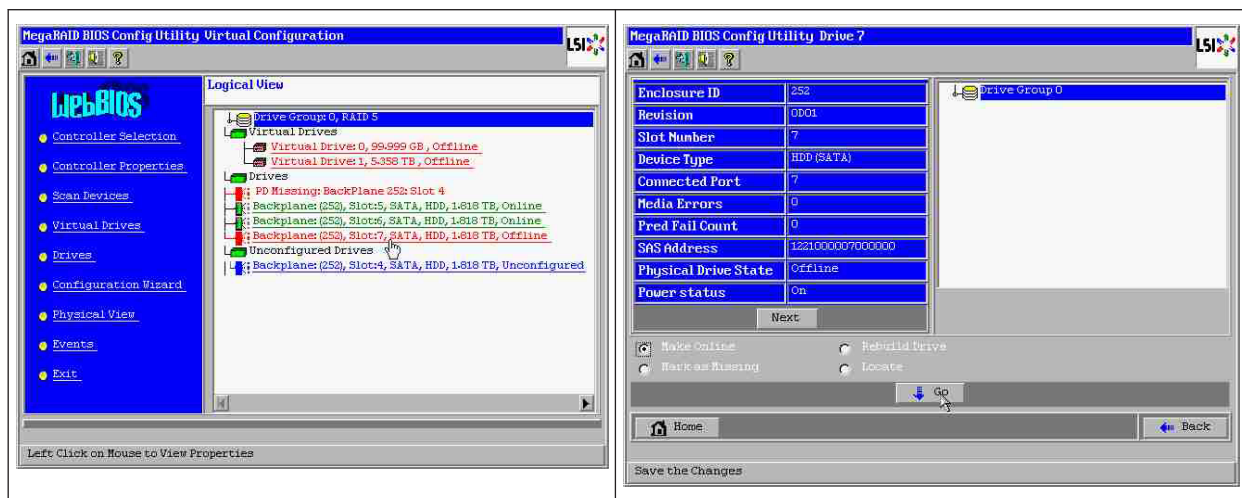 MegaRAID BIOS Config Utility Virtual Configuration
LSI
WebBIOS
Controller Selection
Controller Properties
Scan Devices
Virtual Drives
Drives
Configuration Wizard
Physical View
Events
Exit
Logical View
Drive Group: 0, RAID 5
Virtual Drives
Virtual Drive: 0, 99.999 GB, Offline
Virtual Drive: 1, 5.358 TB, Offline
Drives
PD Missing: BackPlane 252: Slot 4
Backplane: (252), Slot:5, SATA, HDD, 1.818 TB, Online
Backplane: (252), Slot:6, SATA, HDD, 1.818 TB, Online
Backplane: (252), Slot:7, SATA, HDD, 1.818 TB, Offline
Unconfigured Drives
Backplane: (252), Slot:4, SATA, HDD, 1.818 TB, Unconfigured
Left Click on Mouse to View Properties
MegaRAID BIOS Config Utility Drive 7
LSI
Enclosure ID 252
Revision 0D01
Slot Number 7
Device Type HDD (SATA)
Connected Port 7
Media Errors 0
Pred Fail Count 0
SAS Address 1221000007000000
Physical Drive State Offline
Power status On
Next
Drive Group 0
Make Online Rebuild Drive
Mark as Missing Locate
Go
Home Back
Save the Changes